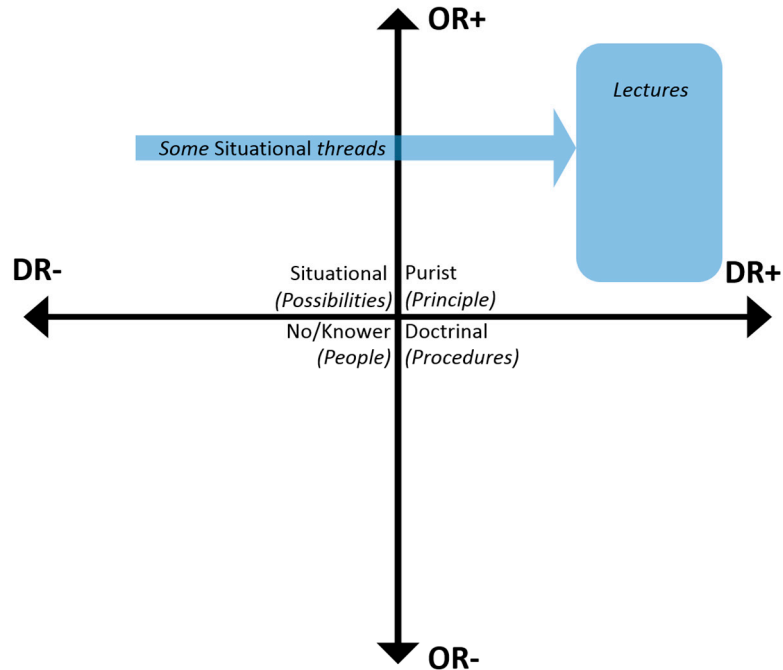 OR+
Lectures
Some Situational threads
DR-
DR+
Situational
(Possibilities)
Purist
(Principle)
No/Knower
(People)
Doctrinal
(Procedures)
OR-